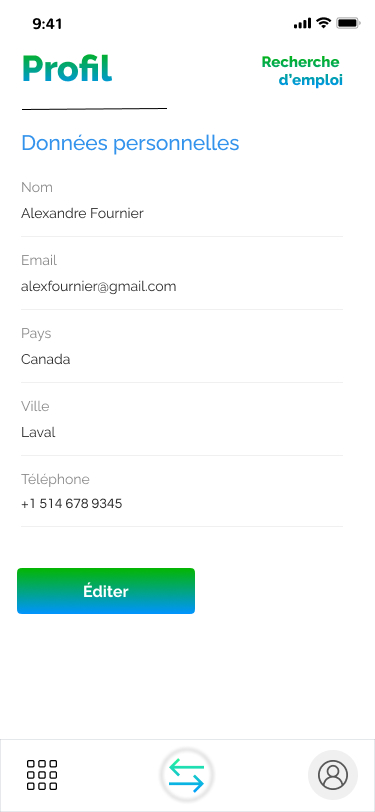 9:41
Profil
Recherche
d'emploi
Données personnelles
Nom
Alexandre Fournier
Email
alexfournier@gmail.com
Pays
Canada
Ville
Laval
Téléphone
+1 514 678 9345
Éditer